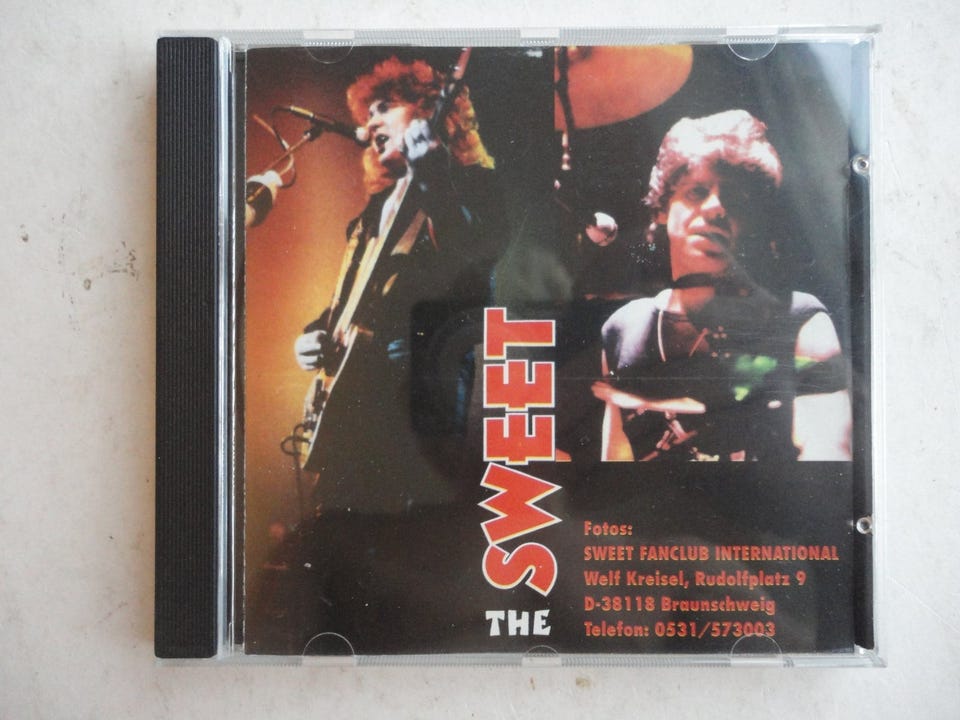 THE SWEET
Fotos:
SWEET FANCLUB INTERNATIONAL
Welf Kreisel, Rudolfplatz 9
D-38118 Braunschweig
Telefon: 0531/573003